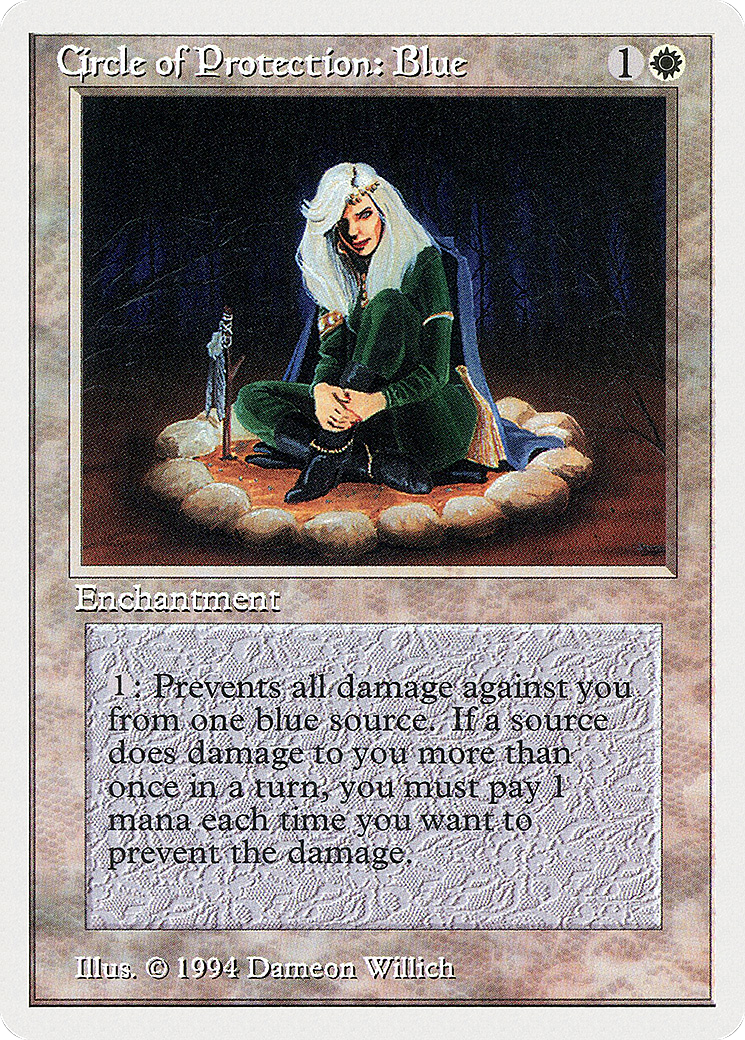 Circle of Protection: Blue 1
Enchantment
1: Prevents all damage against you
from one blue source. If a source
does damage to you more than
once in a turn, you must pay 1
mana each time you want to
prevent the damage.
Illus. © 1994 Dameon Willich